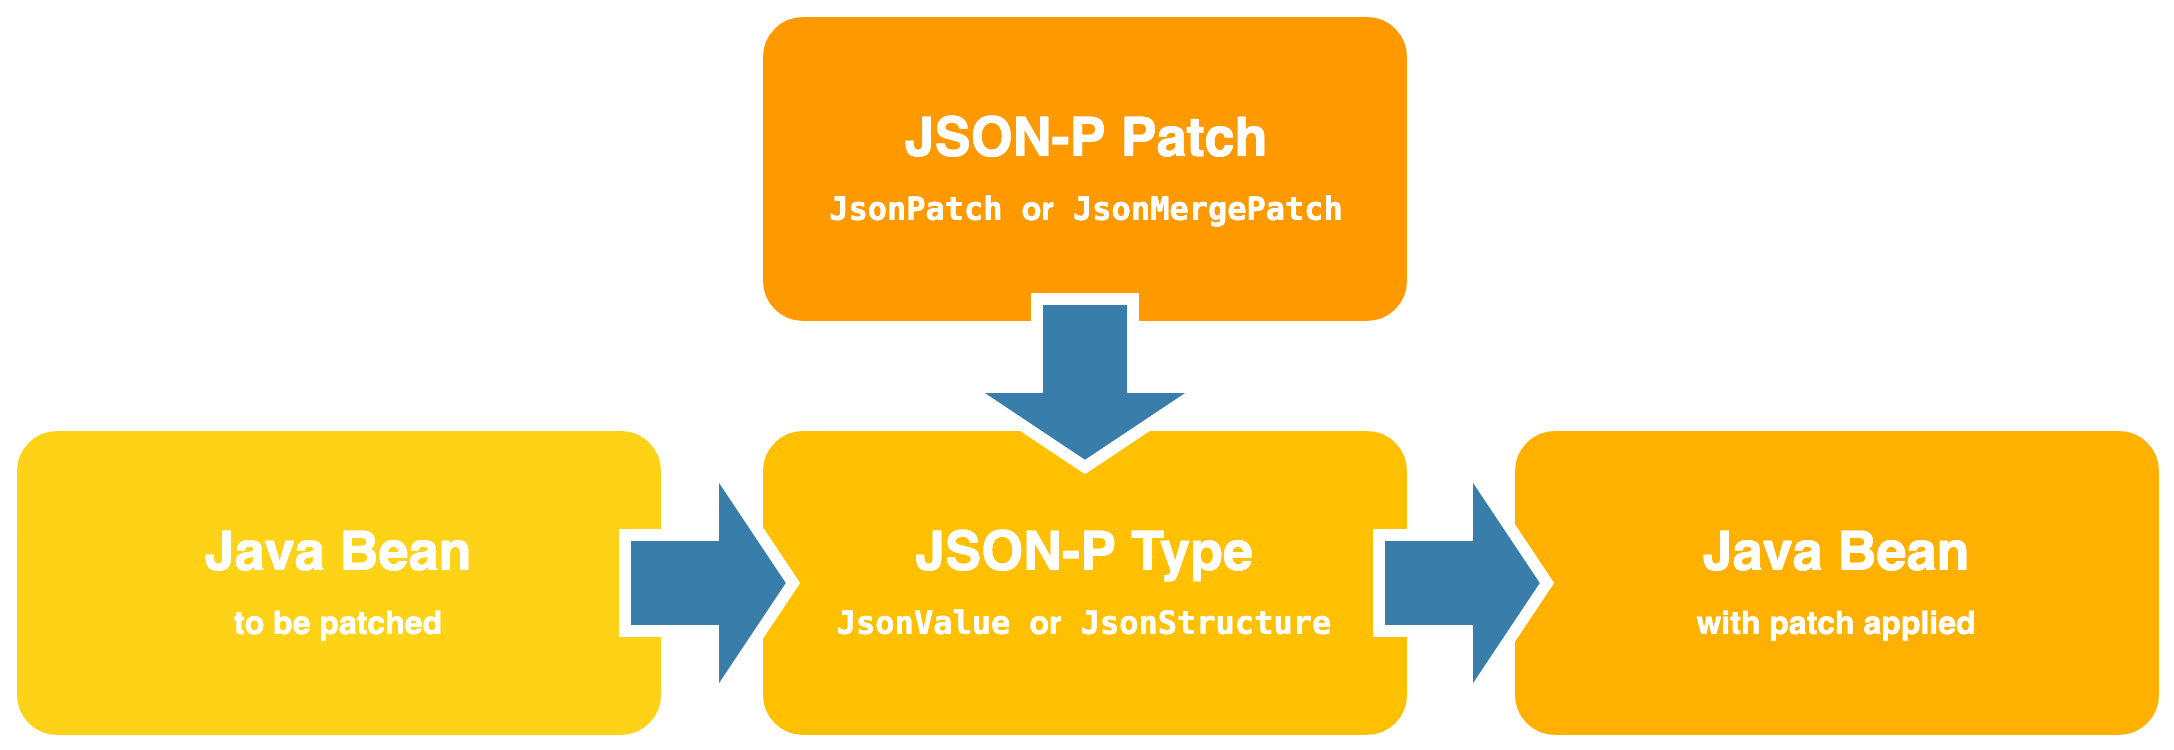 JSON-P Patch
JsonPatch or JsonMergePatch
Java Bean
to be patched
JSON-P Type
JsonValue or JsonStructure
Java Bean
with patch applied